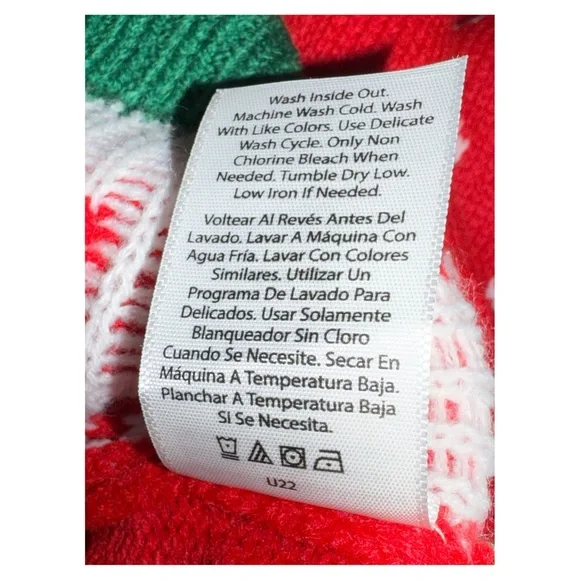 Wash Inside Out.
Machine Wash Cold. Wash
With Like Colors. Use Delicate
Wash Cycle. Only Non
Chlorine Bleach When
Needed. Tumble Dry Low.
Low Iron If Needed.
Voltear Al Revés Antes Del
Lavado. Lavar A Máquina Con
Agua Fría. Lavar Con Colores
Similares. Utilizar Un
Programa De Lavado Para
Delicados. Usar Solamente
Blanqueador Sin Cloro
Cuando Se Necesite. Secar En
Máquina A Temperatura Baja.
Planchar A Temperatura Baja
Si Se Necesita.
U22